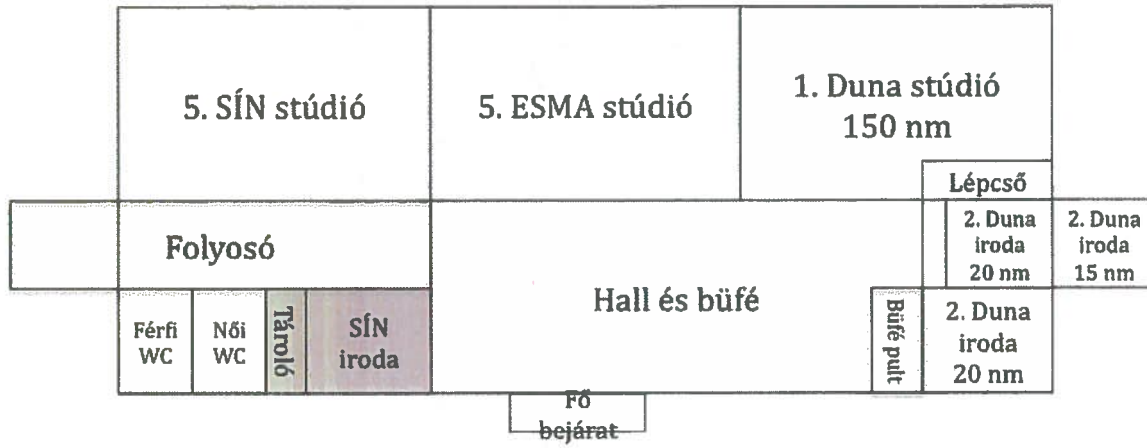 5. SÍN stúdió
5. ESMA stúdió
1. Duna stúdió
150 nm
Lépcső
Folyosó
2. Duna
iroda
20 nm
2. Duna
iroda
15 nm
Hall és büfé
Férfi
WC
Női
WC
Tároló
SÍN
iroda
Büfé pult
2. Duna
iroda
20 nm
Fő
bejárat